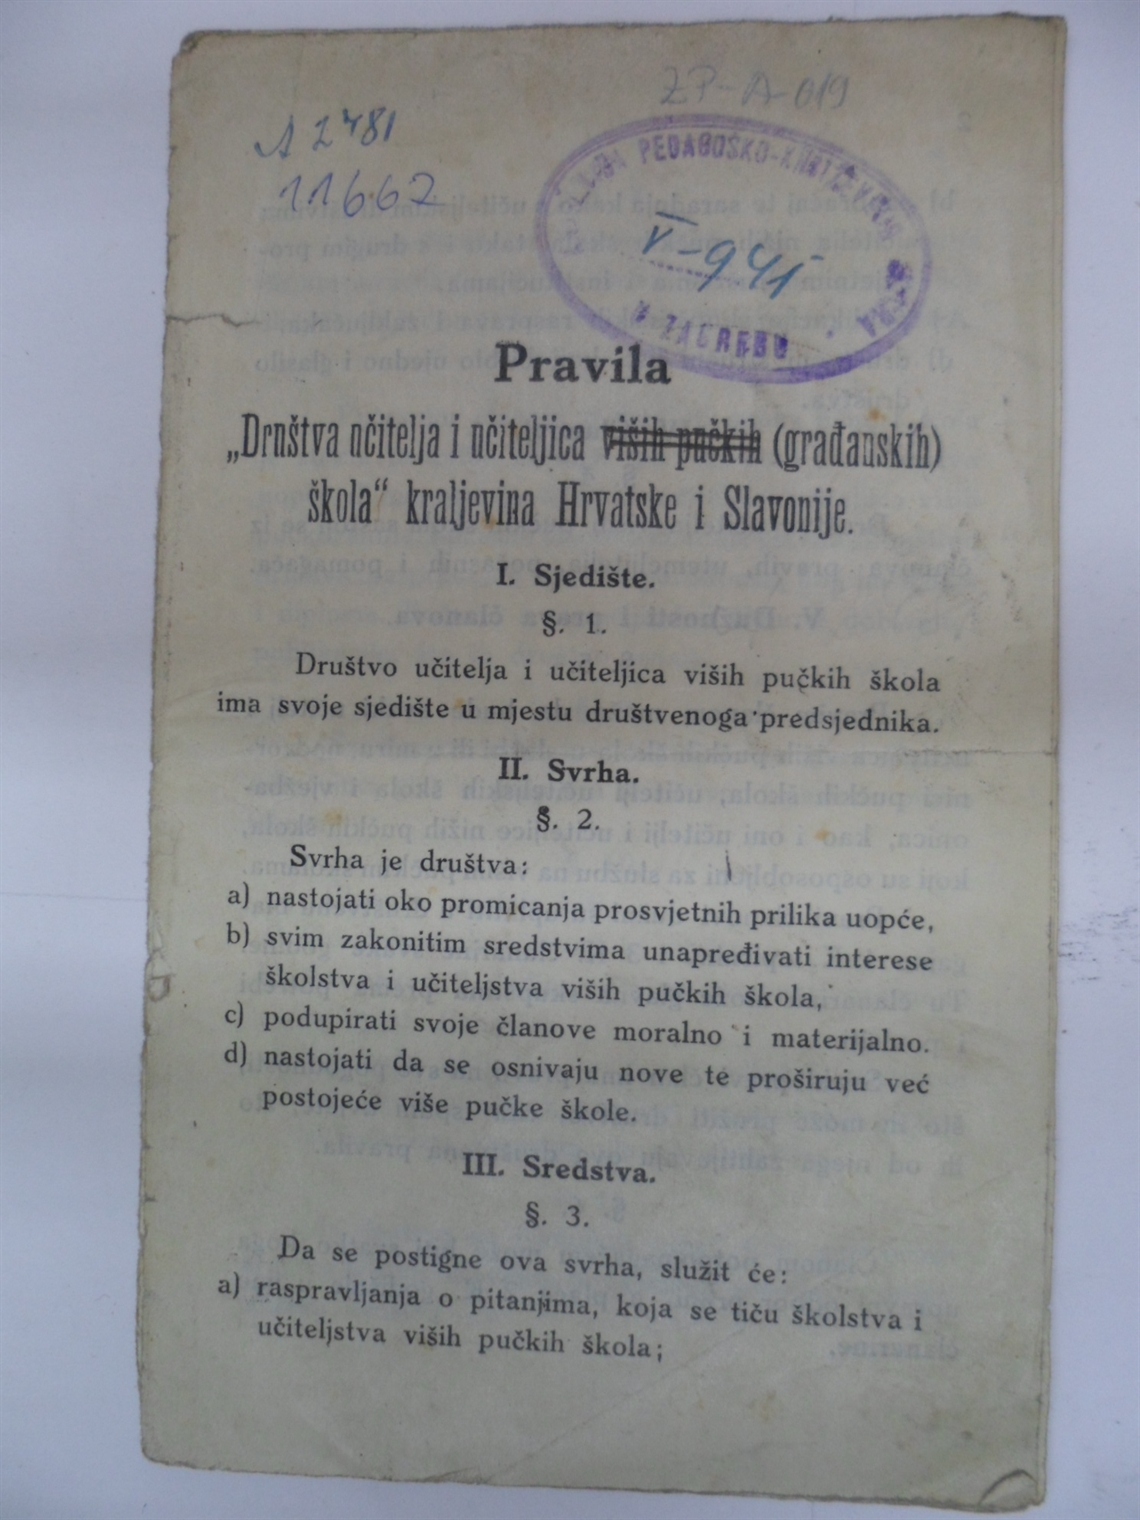 ZP-A-019
A 2481
11662
PEDAGOŠKO-
V-941
ZAGREBU
Pravila
„Društva učitelja i učiteljica viših pučkih (građanskih)
škola“ kraljevina Hrvatske i Slavonije.
I. Sjedište.
§. 1.
Društvo učitelja i učiteljica viših pučkih škola
ima svoje sjedište u mjestu društvenoga predsjednika.
II. Svrha.
§. 2.
Svrha je društva:
a) nastojati oko promicanja prosvjetnih prilika uopće,
b) svim zakonitim sredstvima unapređivati interese
školstva i učiteljstva viših pučkih škola,
c) podupirati svoje članove moralno i materijalno.
d) nastojati da se osnivaju nove te proširuju već
postojeće više pučke škole.
III. Sredstva.
§. 3.
Da se postigne ova svrha, služit će:
a) raspravljanja o pitanjima, koja se tiču školstva i
učiteljstva viših pučkih škola;